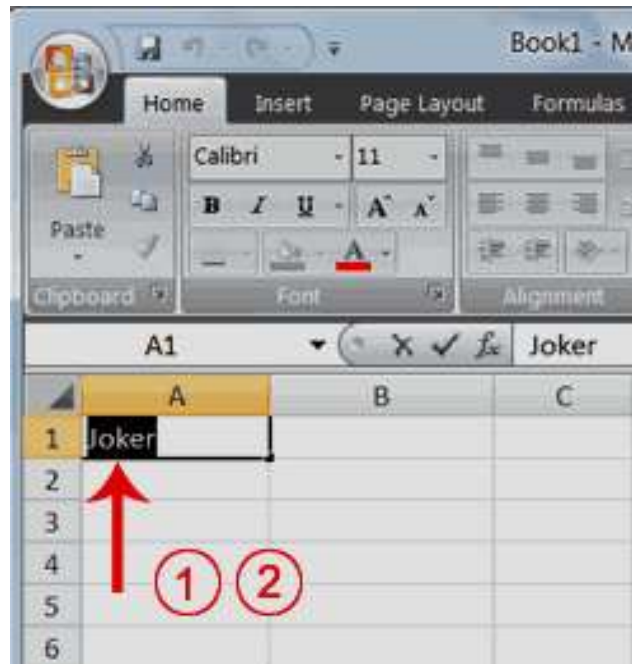 Book1 - M
Home Insert Page Layout Formulas
Calibri 11
B I U A A
Paste A
Clipboard Font Alignment
A1 fx Joker
A B C
1 Joker
2
3
4 1 2
5
6